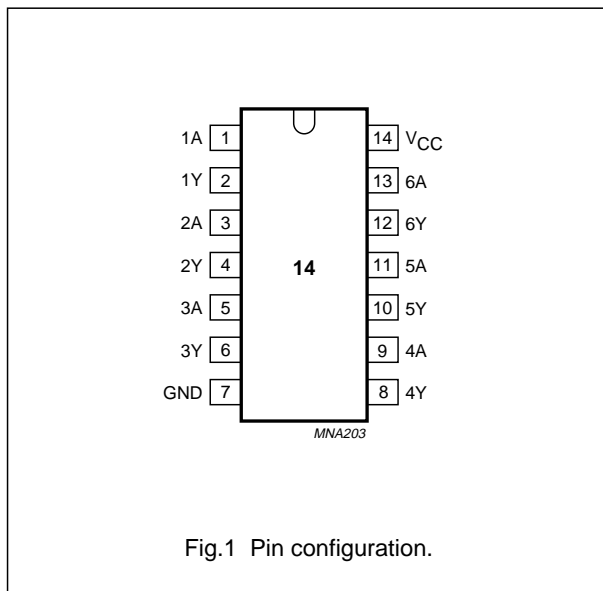 1A 1 14 VCC
1Y 2 13 6A
2A 3 12 6Y
2Y 4 14 11 5A
3A 5 10 5Y
3Y 6 9 4A
GND 7 8 4Y
MNA203
Fig.1 Pin configuration.